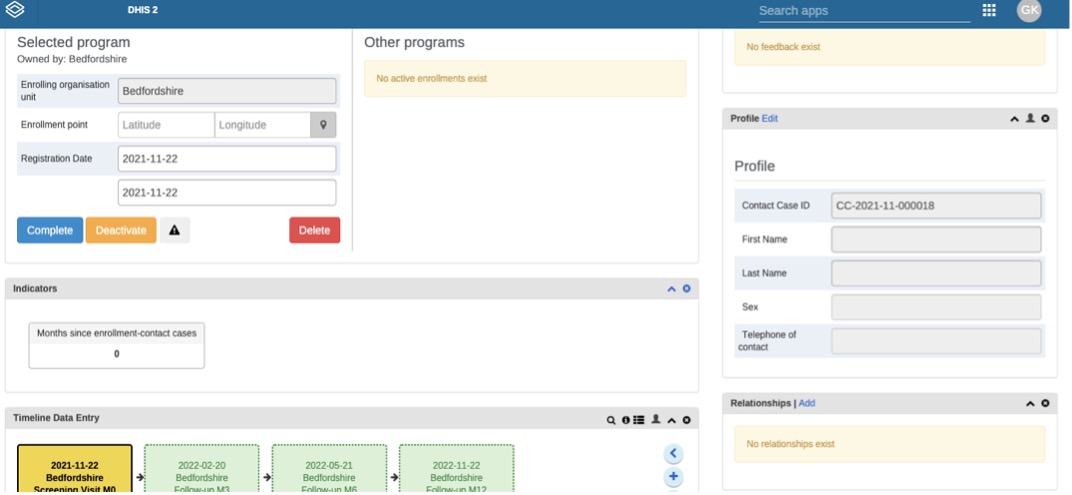 DHIS 2
Search apps
GK
Selected program
Owned by: Bedfordshire
Enrolling organisation
unit
Bedfordshire
Enrollment point
Latitude
Longitude
Registration Date
2021-11-22
2021-11-22
Complete
Deactivate
Delete
Other programs
No active enrollments exist
Indicators
Months since enrollment-contact cases
0
Timeline Data Entry
2021-11-22
Bedfordshire
Screening Visit M0
2022-02-20
Bedfordshire
Follow-up M3
2022-05-21
Bedfordshire
Follow-up M6
2022-11-22
Bedfordshire
Follow-up M12
No feedback exist
Profile Edit
Profile
Contact Case ID
CC-2021-11-000018
First Name
Last Name
Sex
Telephone of
contact
Relationships | Add
No relationships exist